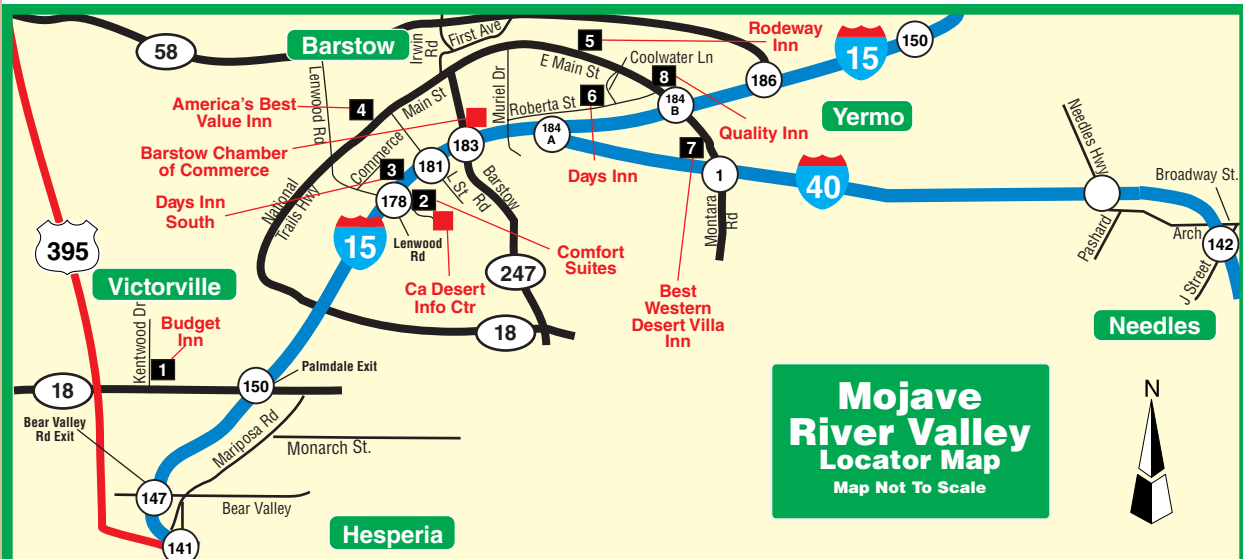 58
Barstow
Irwin
Rd
First Ave
5
Rodeway
Inn
15
150
Lenwood Rd
Main St
Muriel Dr
E Main St
Coolwater Ln
8
186
America's Best
Value Inn
4
Roberta St
6
184
B
Quality Inn
Yermo
Needles Hwy
Barstow Chamber
of Commerce
Commerce
183
184
A
7
Days Inn
3
181
1
40
Broadway St.
Days Inn
South
National
Trails Hwy
178
2
L St
Barstow
Rd
Montara
Rd
Pashard
Arch
142
J Street
395
15
Lenwood
Rd
Comfort
Suites
247
Victorville
Ca Desert
Info Ctr
Best
Western
Desert Villa
Inn
Needles
Kentwood Dr
Budget
Inn
18
1
Palmdale Exit
18
150
Bear Valley
Rd Exit
Mariposa Rd
Monarch St.
147
Bear Valley
Hesperia
141
Mojave
River Valley
Locator Map
Map Not To Scale
N